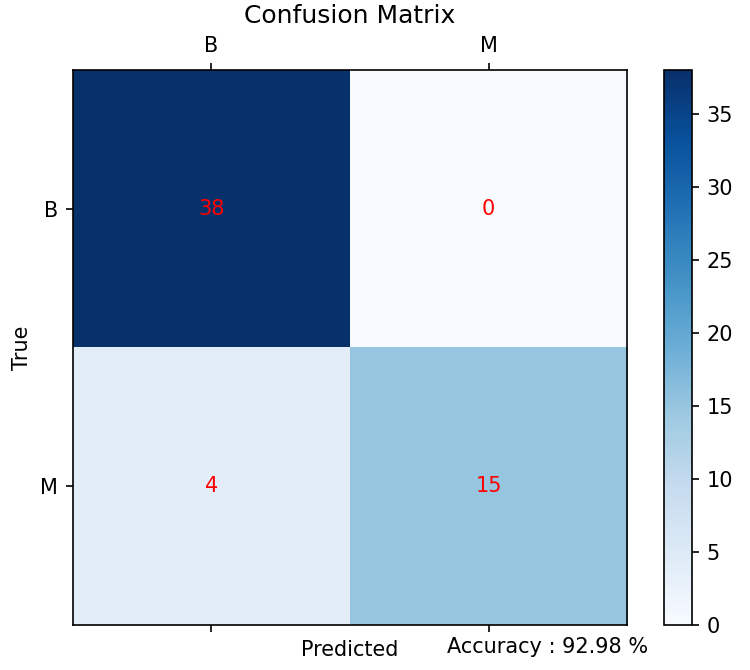 Confusion Matrix
B M
B 38 0
True
M 4 15
Predicted
Accuracy : 92.98 %
35
30
25
20
15
10
5
0